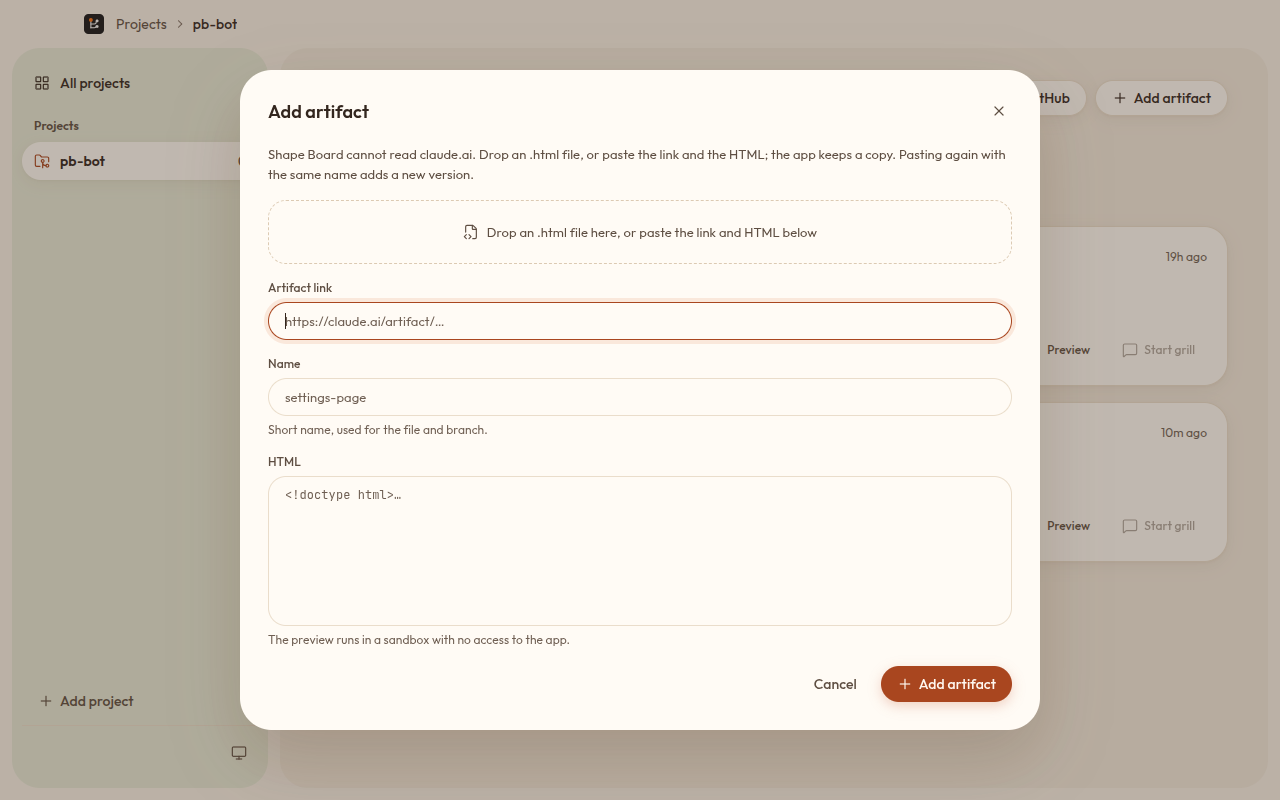 Projects > pb-bot
All projects
Projects
pb-bot
Add project
Add artifact
Shape Board cannot read claude.ai. Drop an .html file, or paste the link and the HTML; the app keeps a copy. Pasting again with
the same name adds a new version.
Drop an .html file here, or paste the link and HTML below
Artifact link
https://claude.ai/artifact/…
Name
settings-page
Short name, used for the file and branch.
HTML
<!doctype html>…
The preview runs in a sandbox with no access to the app.
Cancel
Add artifact
Add artifact
19h ago
Preview
Start grill
10m ago
Preview
Start grill